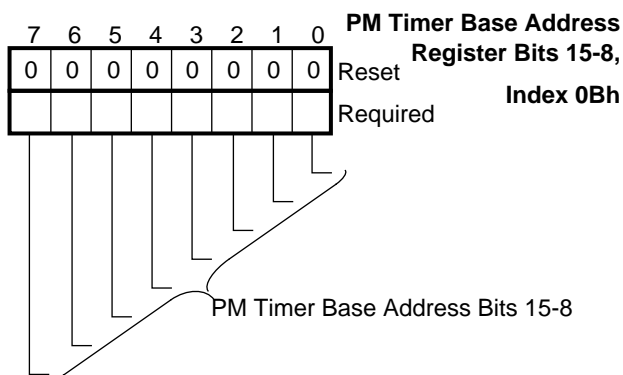 PM Timer Base Address
Register Bits 15-8,
Index 0Bh
7 6 5 4 3 2 1 0
0 0 0 0 0 0 0 0 Reset
Required
PM Timer Base Address Bits 15-8